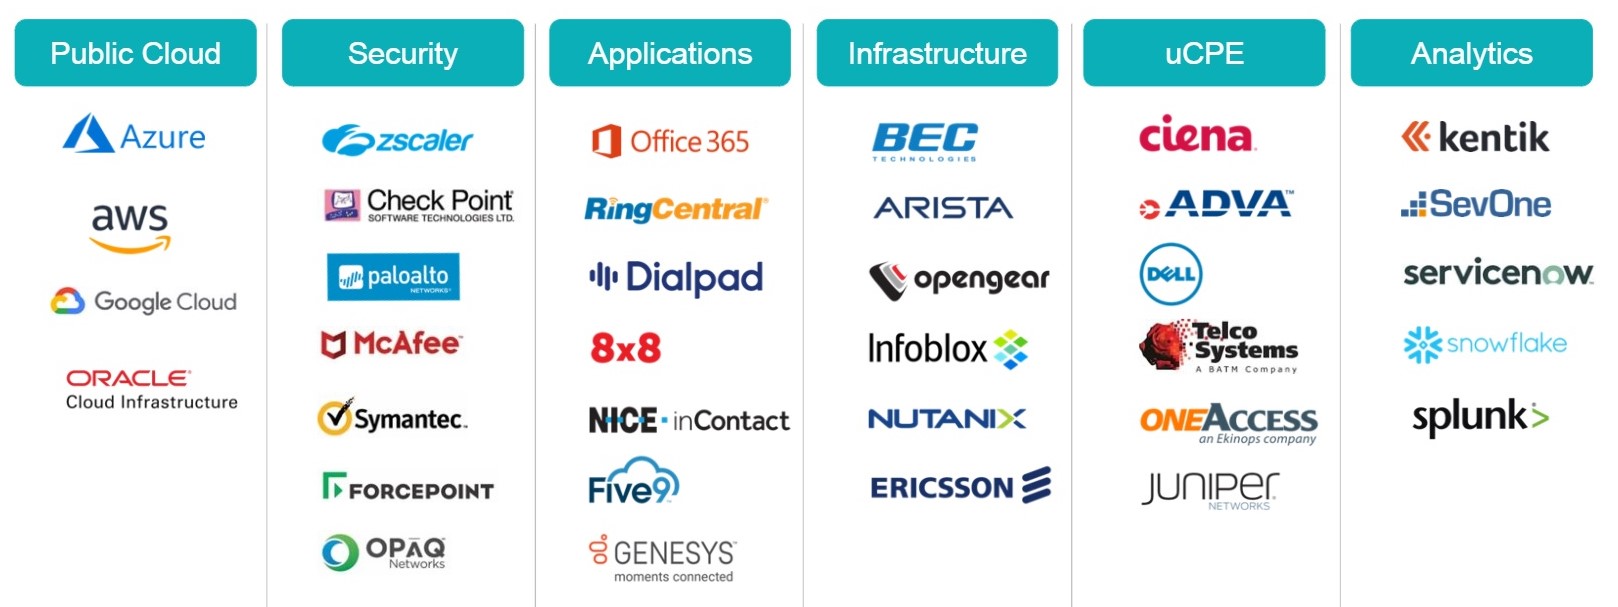 Public Cloud
Azure
aws
Google Cloud
ORACLE
Cloud Infrastructure
Security
zscaler
Check Point
SOFTWARE TECHNOLOGIES LTD.
paloalto
NETWORKS
McAfee
Symantec
FORCEPOINT
OPAQ
Networks
Applications
Office 365
RingCentral
Dialpad
8x8
NICE inContact
Five9
GENESYS
moments connected
Infrastructure
BEC
TECHNOLOGIES
ARISTA
opengear
Infoblox
NUTANIX
ERICSSON
uCPE
ciena
ADVA
DELL
Telco
Systems
A BATM Company
ONEACCESS
an Ekinops company
JUNIPER
NETWORKS
Analytics
kentik
SevOne
servicenow
snowflake
splunk>